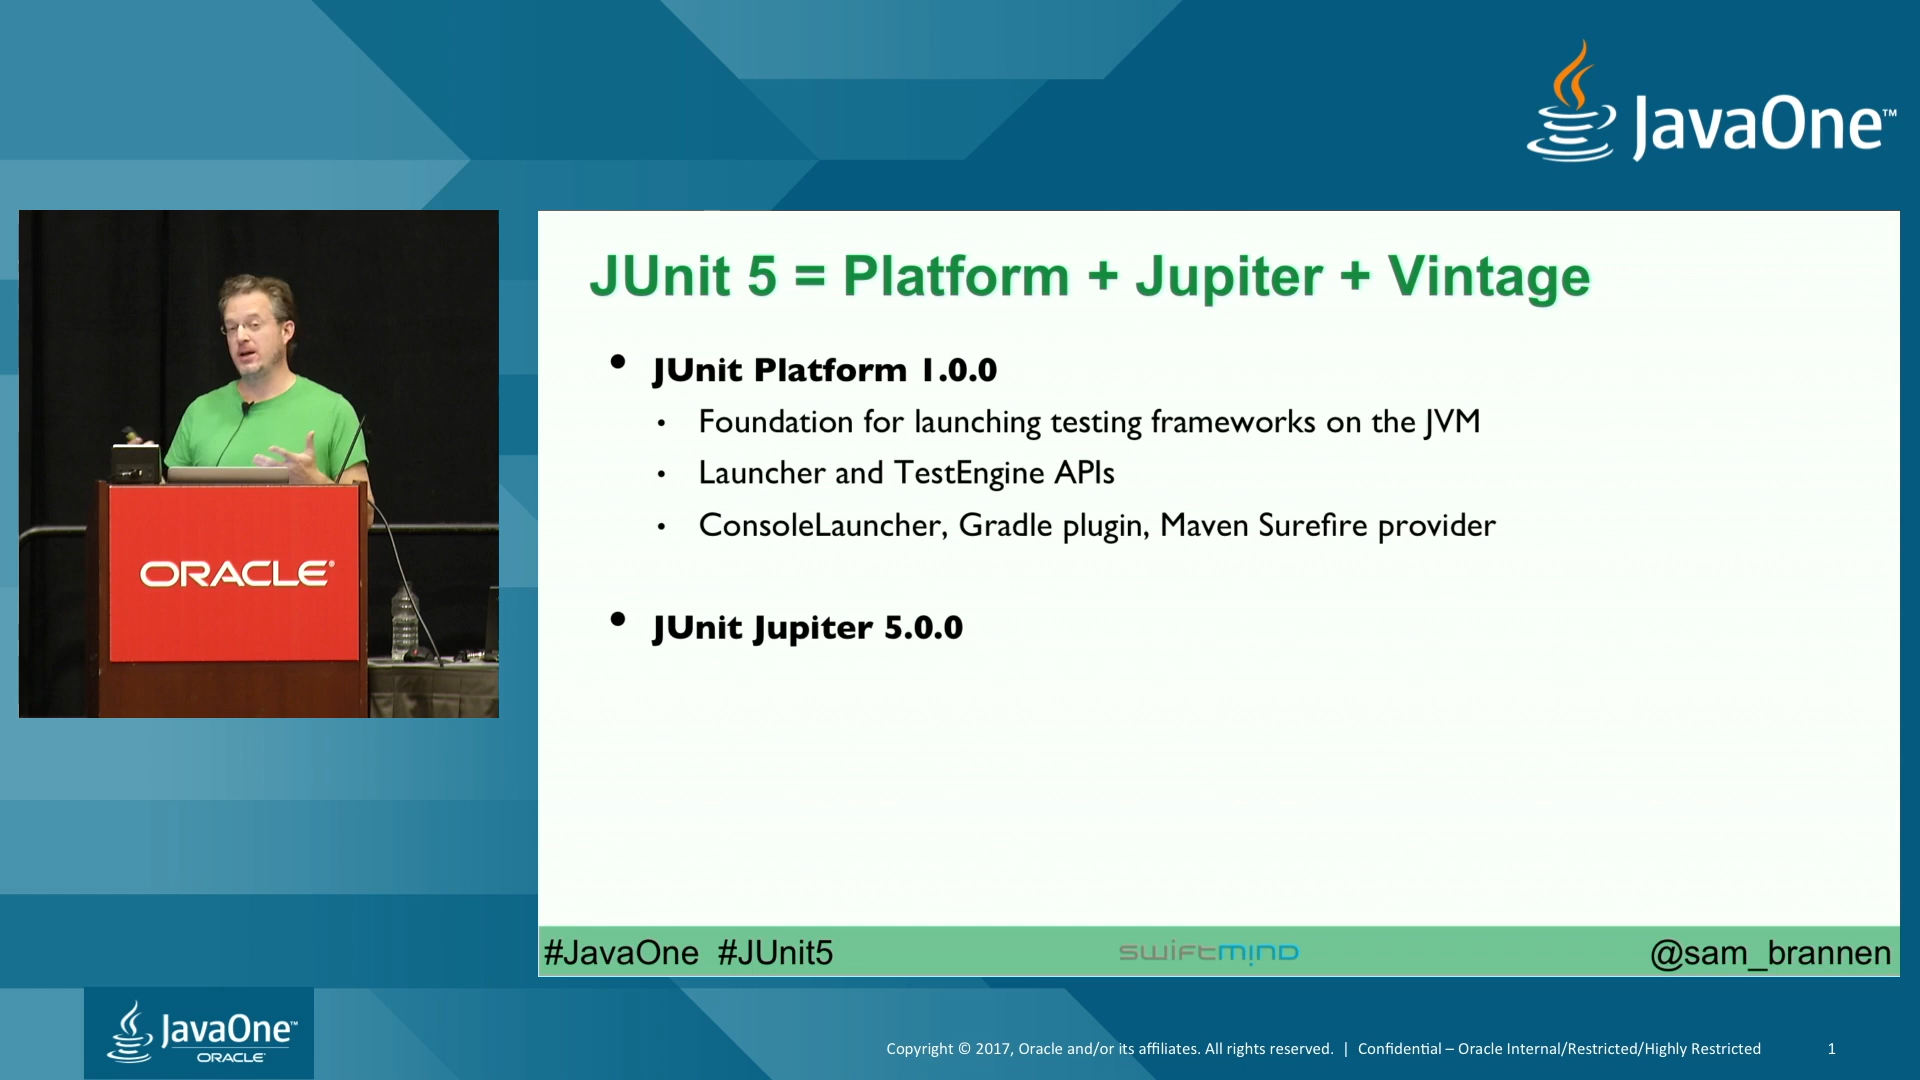 JavaOne™
JUnit 5 = Platform + Jupiter + Vintage
• JUnit Platform 1.0.0
• Foundation for launching testing frameworks on the JVM
• Launcher and TestEngine APIs
• ConsoleLauncher, Gradle plugin, Maven Surefire provider
• JUnit Jupiter 5.0.0
ORACLE®
#JavaOne #JUnit5
swiftmind
@sam_brannen
JavaOne™
ORACLE®
Copyright © 2017, Oracle and/or its affiliates. All rights reserved. | Confidential – Oracle Internal/Restricted/Highly Restricted
1